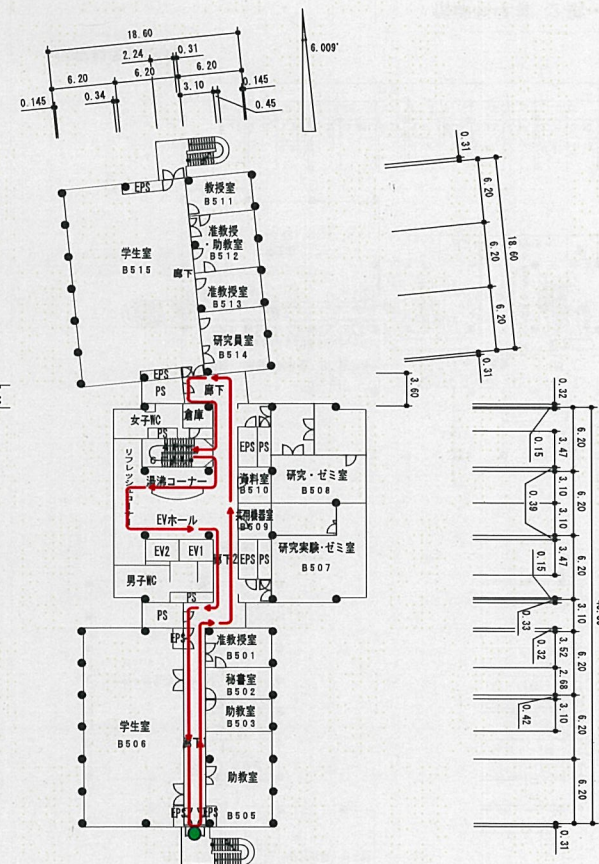 18.60
2.24
0.31
6.20
6.20
6.20
3.10
0.145
0.34
0.145
0.45
6.009'
0.31
6.20
6.20
18.60
6.20
0.31
3.60
EPS
教授室
B511
准教授
・助教室
B512
学生室
B515
廊下
准教授室
B513
研究員室
B514
EPS
PS
廊下
女子WC
倉庫
PS
EPS
PS
湯沸コーナー
資料室
B510
研究・ゼミ室
B508
EVホール
B509
研究実験・ゼミ室
B507
EV2
EV1
廊下2
EPS
PS
男子WC
PS
PS
EPS
准教授室
B501
秘書室
B502
助教室
B503
学生室
B506
助教室
B505
EPS
EPS
0.32
6.20
0.15
3.47
3.10
6.20
0.39
3.10
6.20
3.47
0.15
6.20
3.10
0.33
0.32
3.52
6.20
2.68
0.42
3.10
6.20
6.20
0.31